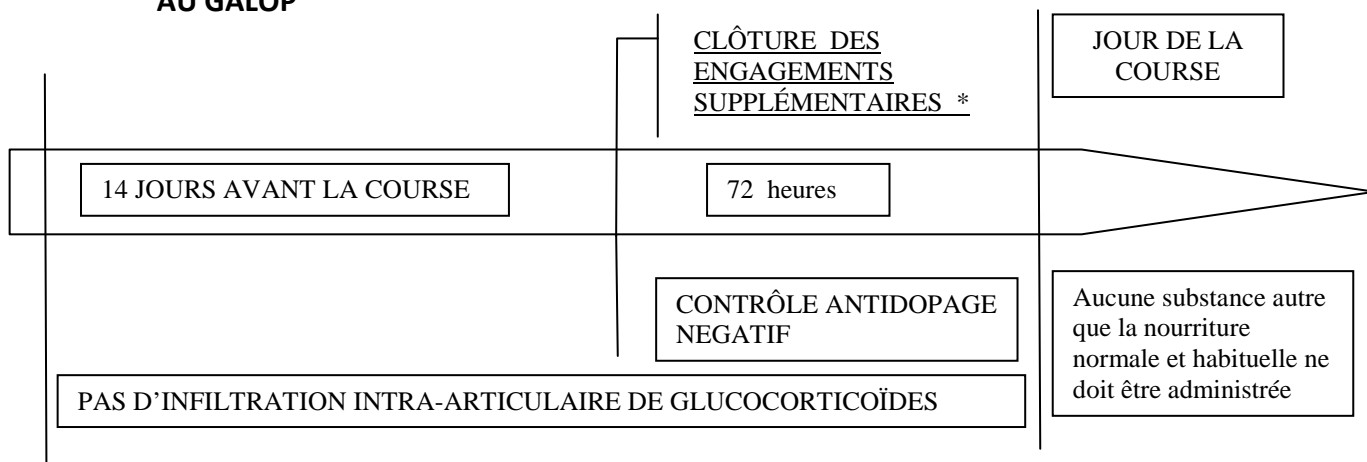 AU GALOP
CLÔTURE DES
ENGAGEMENTS
SUPPLÉMENTAIRES *
JOUR DE LA
COURSE
14 JOURS AVANT LA COURSE
72 heures
CONTRÔLE ANTIDOPAGE
NEGATIF
Aucune substance autre
que la nourriture
normale et habituelle ne
doit être administrée
PAS D’INFILTRATION INTRA-ARTICULAIRE DE GLUCOCORTICOÏDES